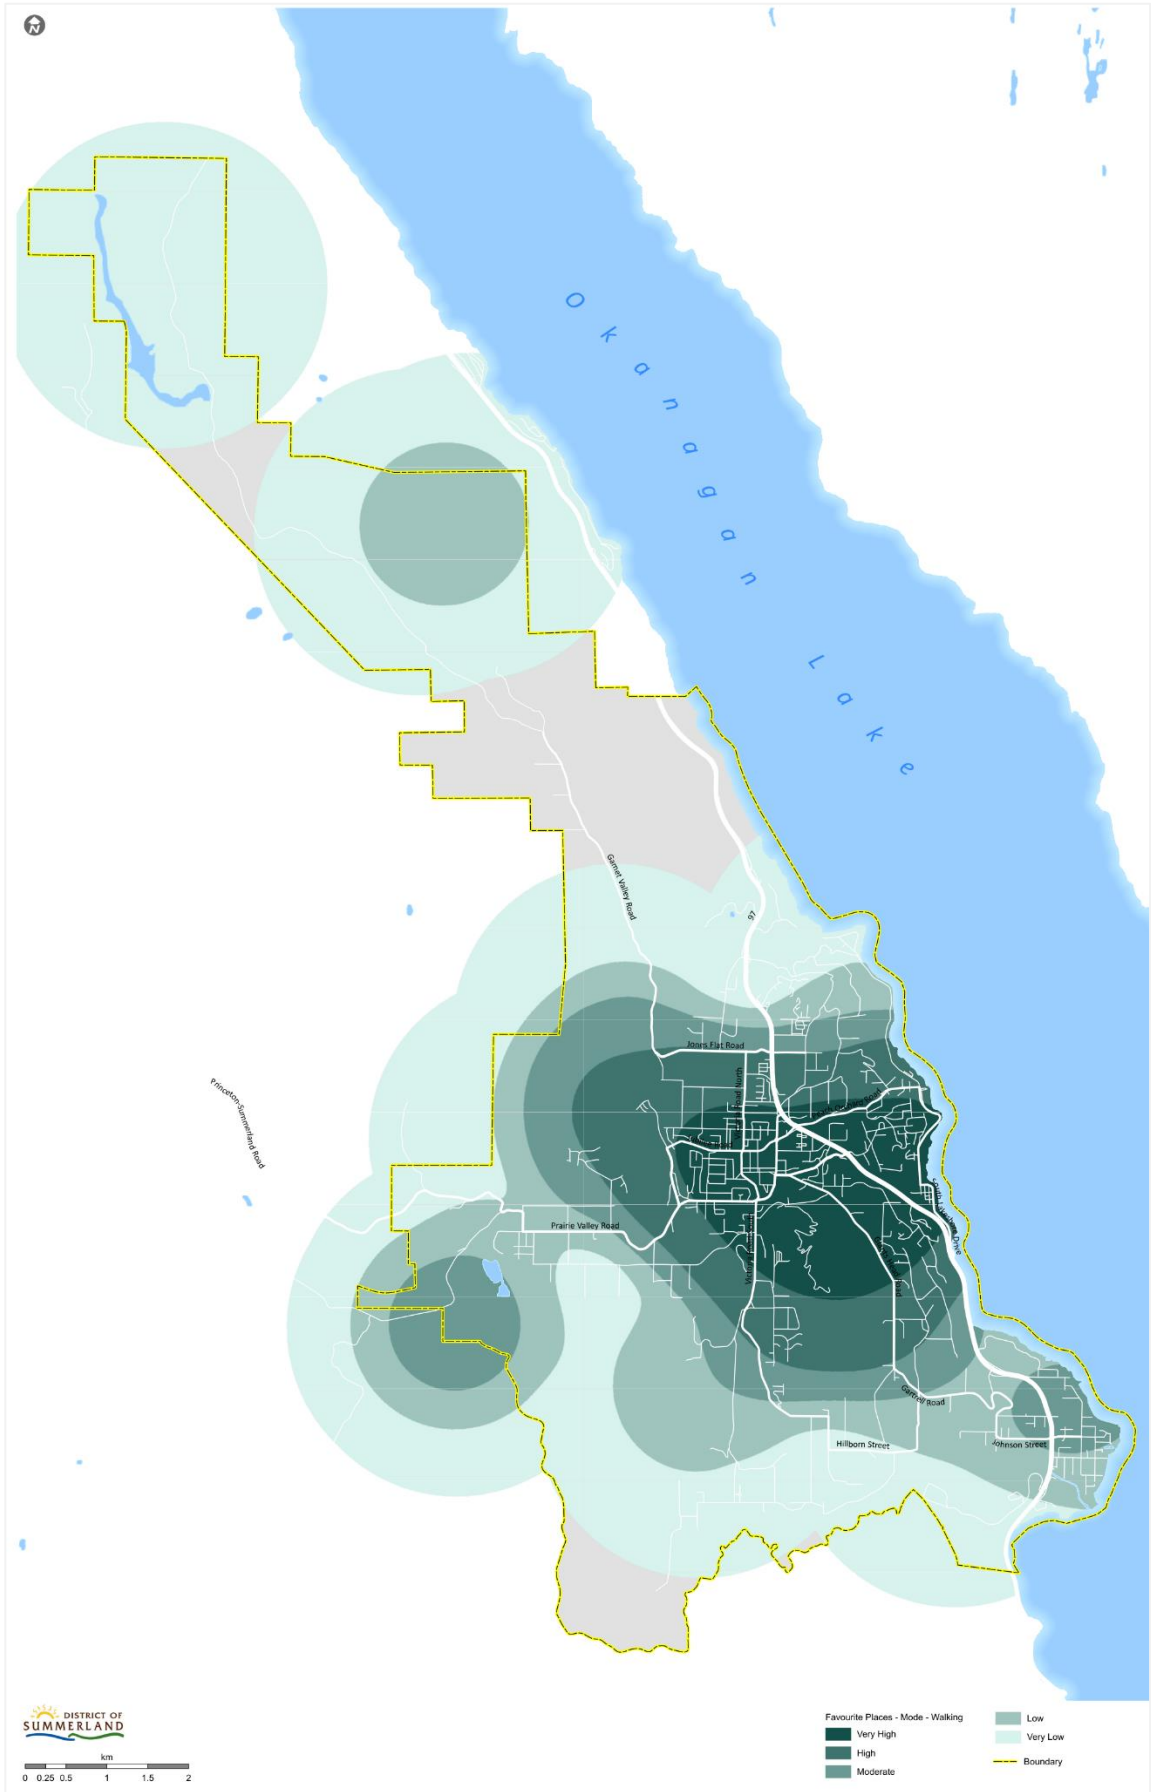 N
Okanagan Lake
Garnet Valley Road
97
Jones Flat Road
Princeton-Summerland Road
Prairie Valley Road
South Lakeshore Drive
Gartrell Road
Hillborn Street
Johnson Street
DISTRICT OF
SUMMERLAND
km
0 0.25 0.5 1 1.5 2
Favourite Places - Mode - Walking
Very High
High
Moderate
Low
Very Low
Boundary